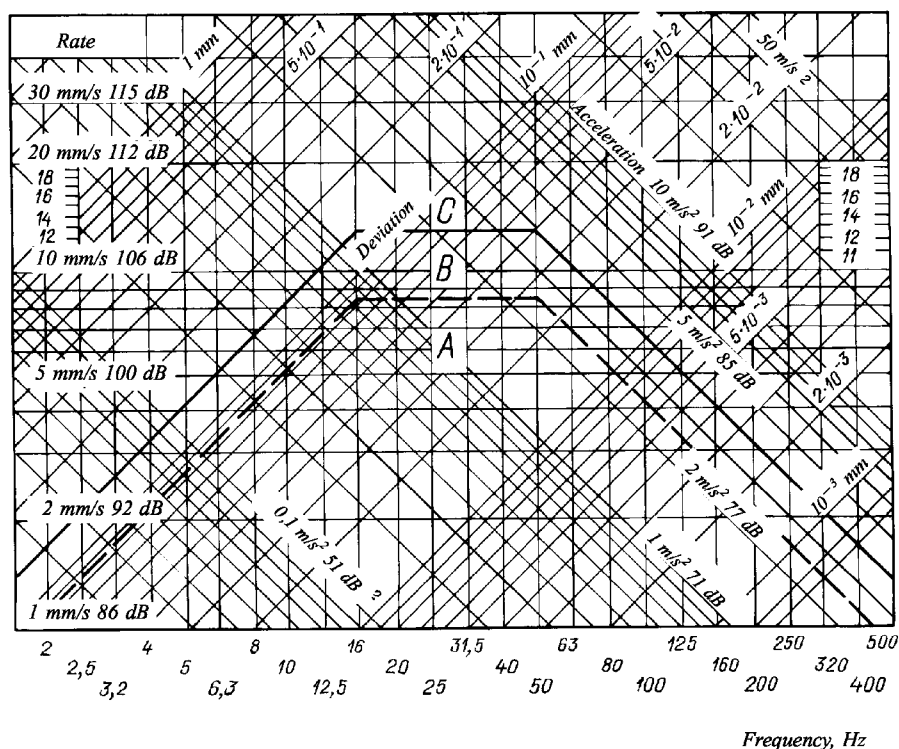 Rate
1 mm
5·10⁻¹
2·10⁻¹
10⁻¹ mm
5·10⁻²
50 m/s 2
30 mm/s 115 dB
2·10⁻²
Acceleration 10 m/s² 91 dB
20 mm/s 112 dB
18
16
14
12
18
16
14
12
11
10⁻² mm
Deviation
C
10 mm/s 106 dB
B
5·10⁻³
A
5 m/s² 85 dB
5 mm/s 100 dB
2·10⁻³
2 mm/s 92 dB
0,1 m/s² 51 dB ?
2 m/s² 77 dB
10⁻³ mm
1 m/s² 71 dB
1 mm/s 86 dB
2 4 8 16 31,5 63 125 250 500
2,5 5 10 20 40 80 160 320
3,2 6,3 12,5 25 50 100 200 400
Frequency, Hz